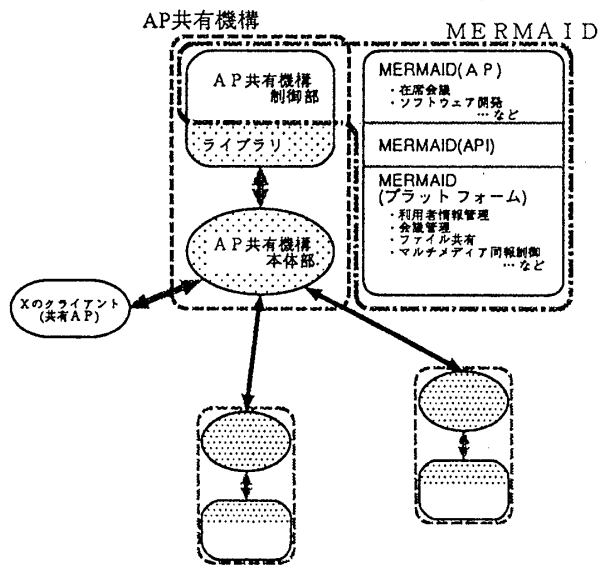 AP共有機構
MERMAID
AP共有機構
制御部
ライブラリ
AP共有機構
本体部
Xのクライアント
(共有AP)
MERMAID(AP)
・在席会議
・ソフトウェア開発
… など
MERMAID(API)
MERMAID
(プラット フォーム)
・利用者情報管理
・会議管理
・ファイル共有
・マルチメディア同報制御
… など